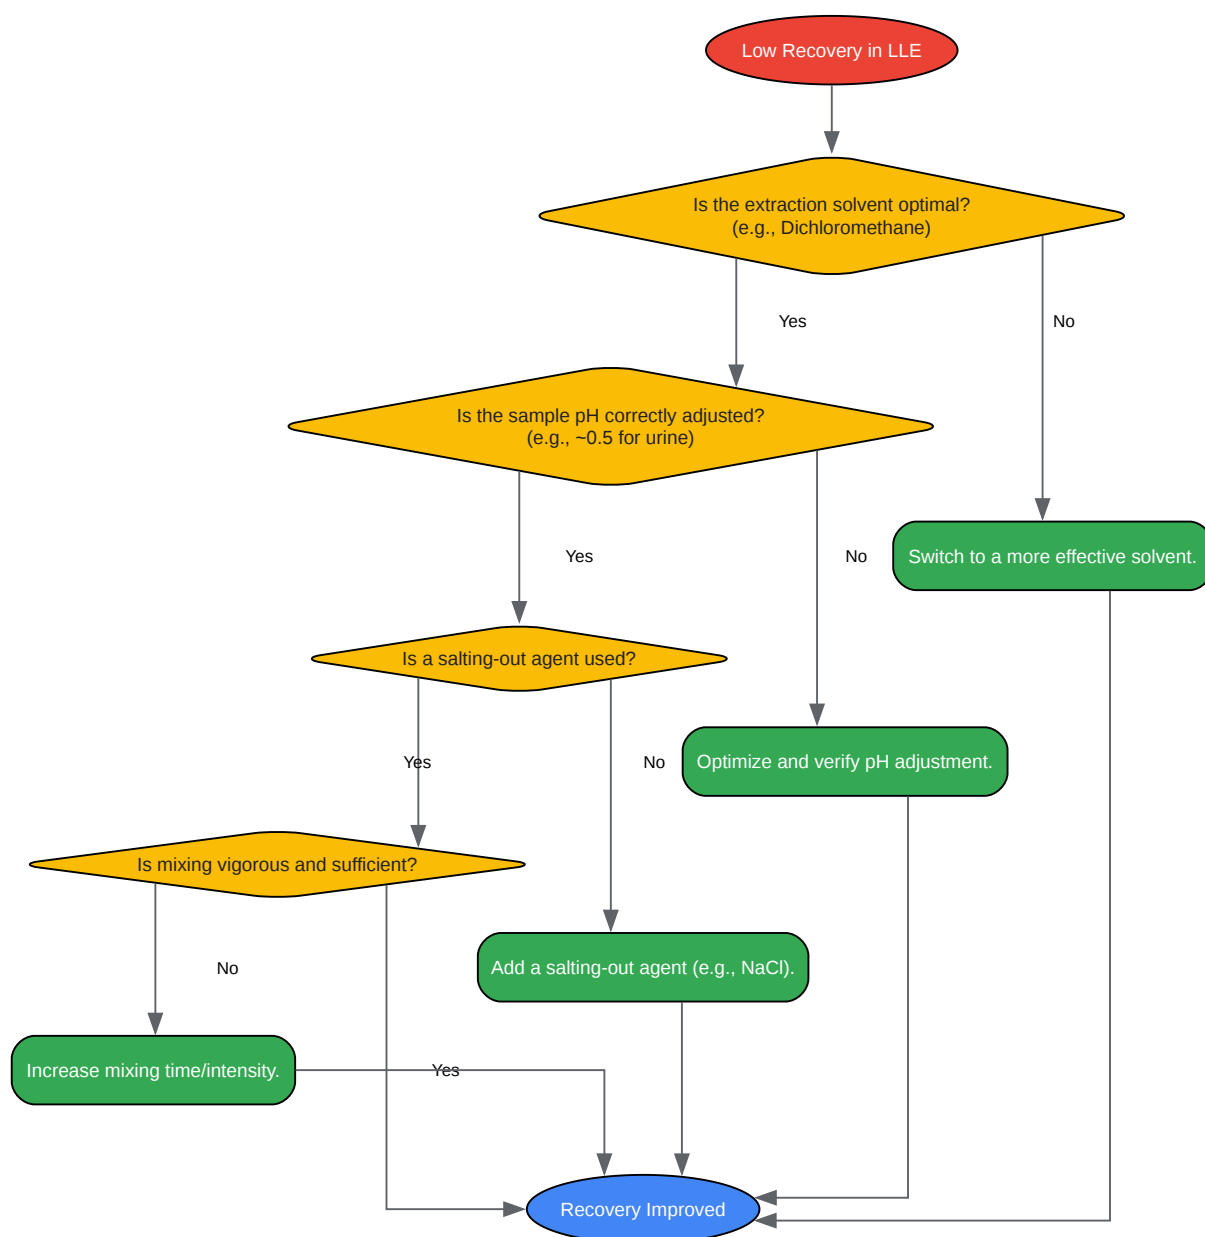 Low Recovery in LLE
Is the extraction solvent optimal?
(e.g., Dichloromethane)
Yes
No
Is the sample pH correctly adjusted?
(e.g., ~0.5 for urine)
Yes
No
Switch to a more effective solvent.
Is a salting-out agent used?
Yes
No
Optimize and verify pH adjustment.
Is mixing vigorous and sufficient?
No
Add a salting-out agent (e.g., NaCl).
Increase mixing time/intensity.
Yes
Recovery Improved